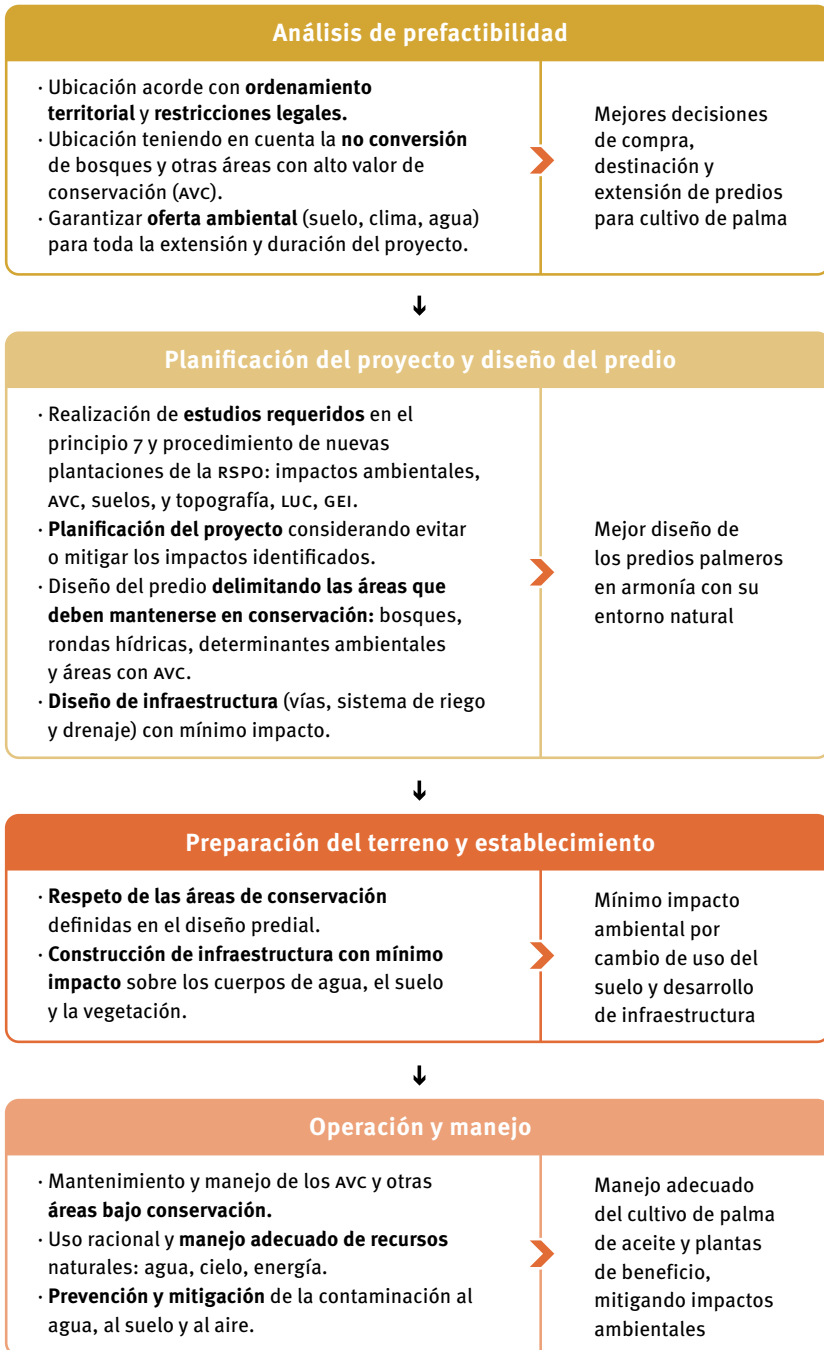 Análisis de prefactibilidad
· Ubicación acorde con ordenamiento
territorial y restricciones legales.
· Ubicación teniendo en cuenta la no conversión
de bosques y otras áreas con alto valor de
conservación (AVC).
· Garantizar oferta ambiental (suelo, clima, agua)
para toda la extensión y duración del proyecto.
Mejores decisiones
de compra,
destinación y
extensión de predios
para cultivo de palma
Planificación del proyecto y diseño del predio
· Realización de estudios requeridos en el
principio 7 y procedimiento de nuevas
plantaciones de la RSPO: impactos ambientales,
AVC, suelos, y topografía, LUC, GEI.
· Planificación del proyecto considerando evitar
o mitigar los impactos identificados.
· Diseño del predio delimitando las áreas que
deben mantenerse en conservación: bosques,
rondas hídricas, determinantes ambientales
y áreas con AVC.
· Diseño de infraestructura (vías, sistema de riego
y drenaje) con mínimo impacto.
Mejor diseño de
los predios palmeros
en armonía con su
entorno natural
Preparación del terreno y establecimiento
· Respeto de las áreas de conservación
definidas en el diseño predial.
· Construcción de infraestructura con mínimo
impacto sobre los cuerpos de agua, el suelo
y la vegetación.
Mínimo impacto
ambiental por
cambio de uso del
suelo y desarrollo
de infraestructura
Operación y manejo
· Mantenimiento y manejo de los AVC y otras
áreas bajo conservación.
· Uso racional y manejo adecuado de recursos
naturales: agua, cielo, energía.
· Prevención y mitigación de la contaminación al
agua, al suelo y al aire.
Manejo adecuado
del cultivo de palma
de aceite y plantas
de beneficio,
mitigando impactos
ambientales